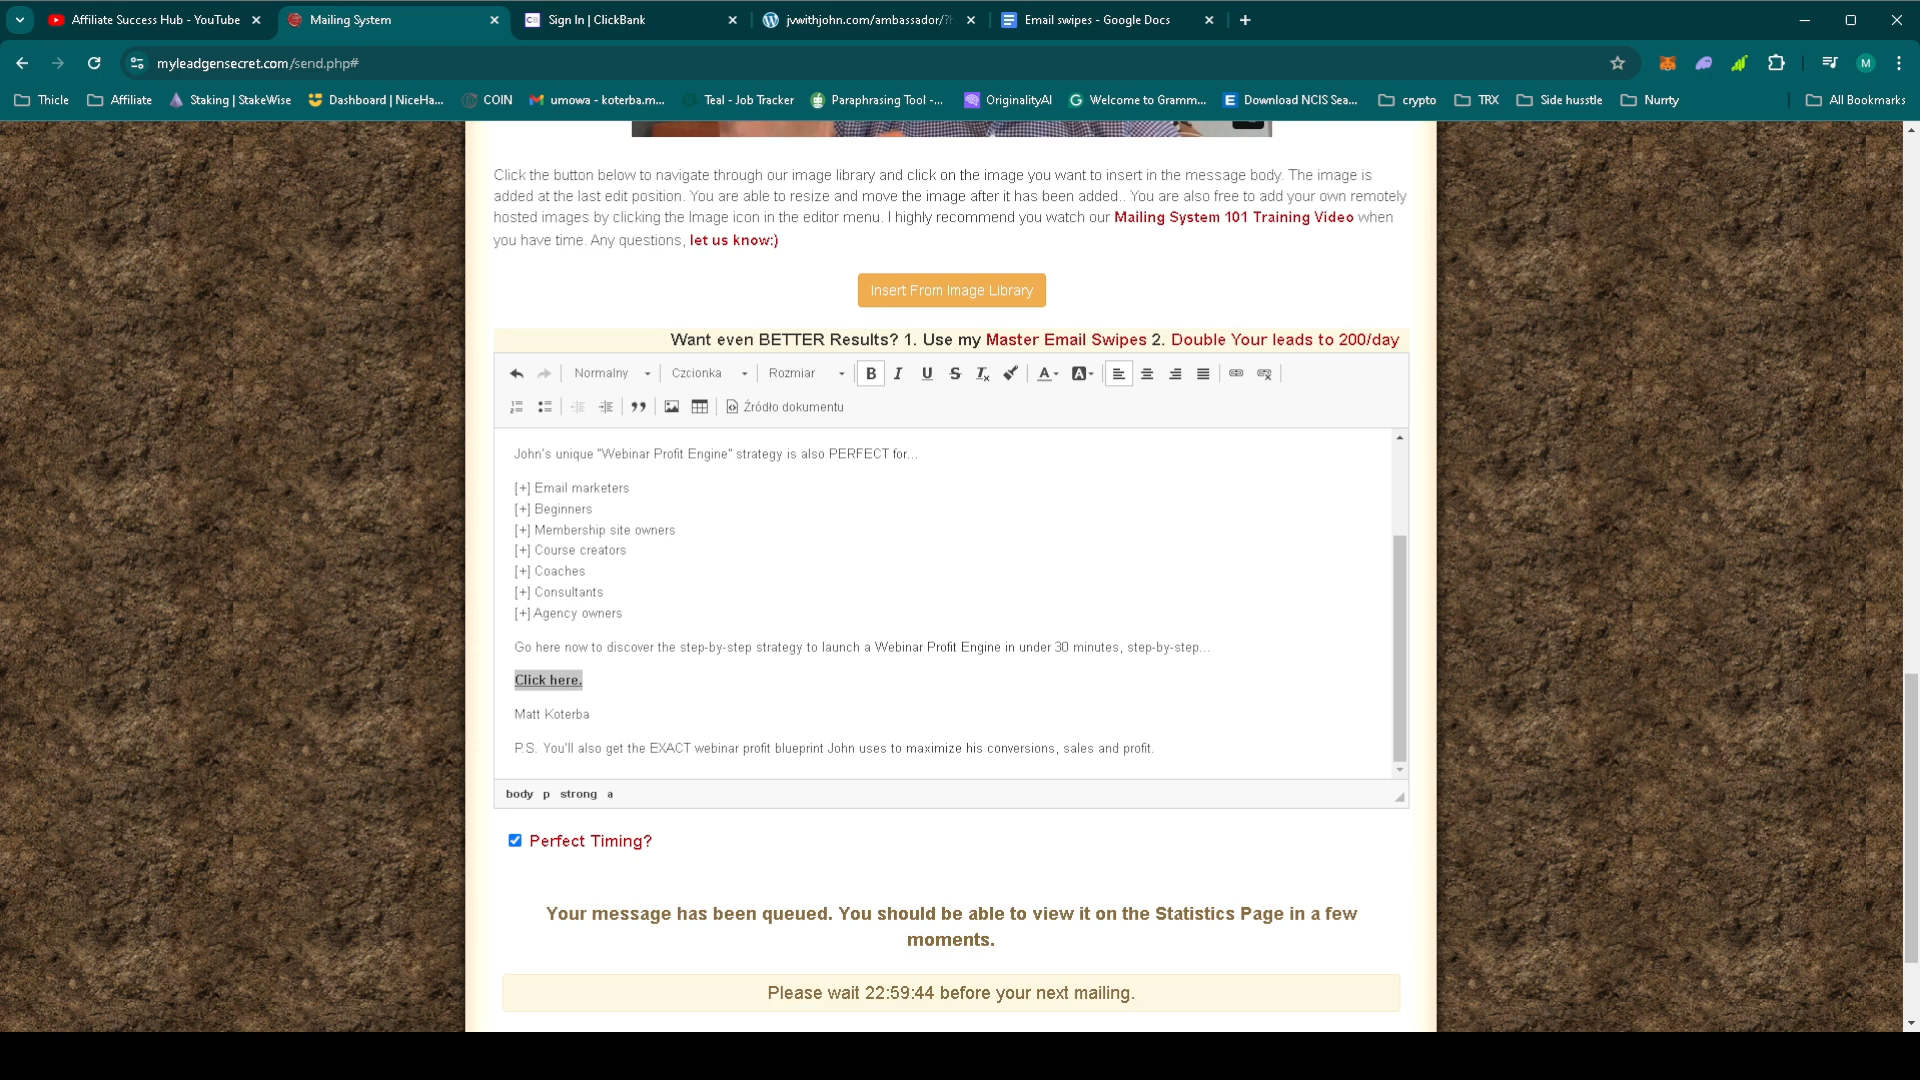 Affiliate Success Hub - YouTube
Mailing System
Sign In | ClickBank
jvwithjohn.com/ambassador/?
Email swipes - Google Docs
myleadgensecret.com/send.php#
M
Thicle
Affiliate
Staking | StakeWise
Dashboard | NiceHa...
COIN
umowa - koterba.m...
Teal - Job Tracker
Paraphrasing Tool -...
OriginalityAI
Welcome to Gramm...
Download NCIS Sea...
crypto
TRX
Side husstle
Nurrty
All Bookmarks
Click the button below to navigate through our image library and click on the image you want to insert in the message body. The image is
added at the last edit position. You are able to resize and move the image after it has been added.. You are also free to add your own remotely
hosted images by clicking the Image icon in the editor menu. I highly recommend you watch our Mailing System 101 Training Video when
you have time. Any questions, let us know:)
Insert From Image Library
Want even BETTER Results? 1. Use my Master Email Swipes 2. Double Your leads to 200/day
Normalny
Czcionka
Rozmiar
Źródło dokumentu
John's unique "Webinar Profit Engine" strategy is also PERFECT for...
[+] Email marketers
[+] Beginners
[+] Membership site owners
[+] Course creators
[+] Coaches
[+] Consultants
[+] Agency owners
Go here now to discover the step-by-step strategy to launch a Webinar Profit Engine in under 30 minutes, step-by-step...
Click here.
Matt Koterba
P.S. You'll also get the EXACT webinar profit blueprint John uses to maximize his conversions, sales and profit.
body p strong a
Perfect Timing?
Your message has been queued. You should be able to view it on the Statistics Page in a few
moments.
Please wait 22:59:44 before your next mailing.